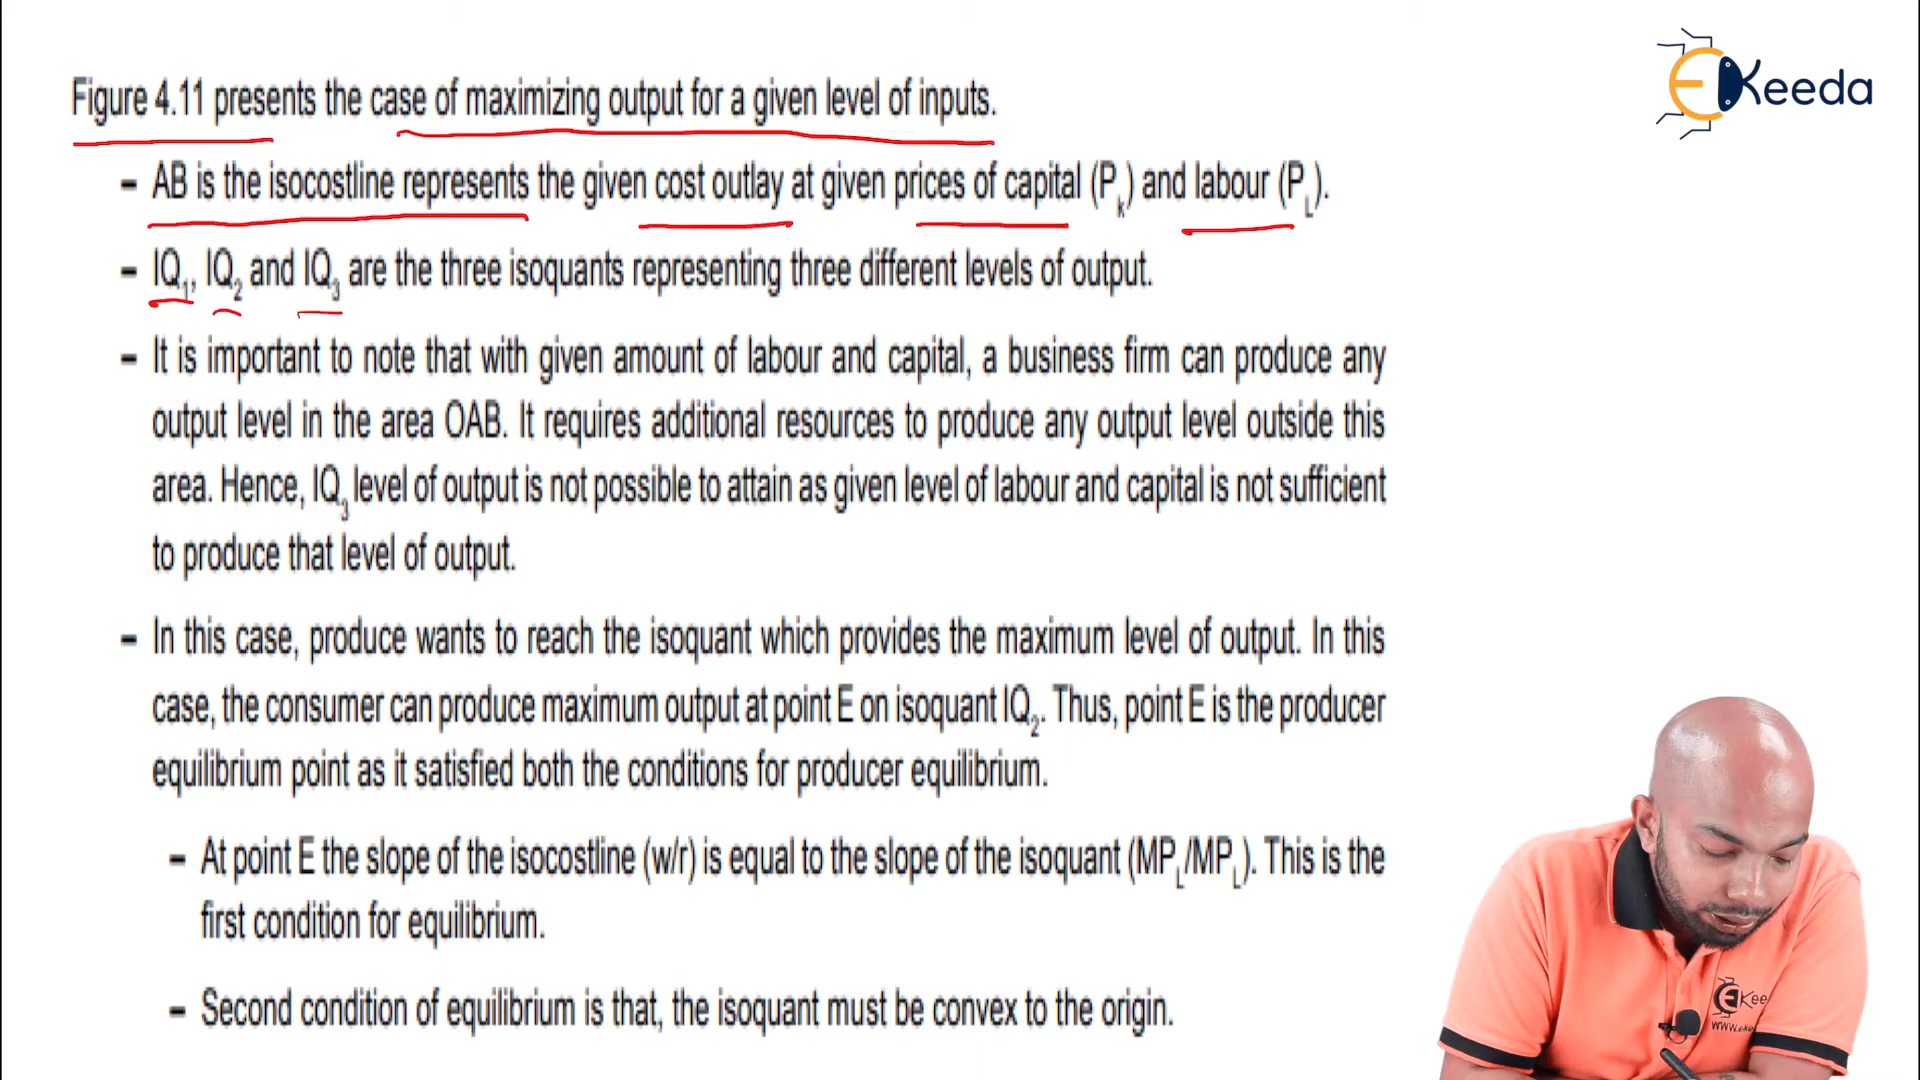 Figure 4.11 presents the case of maximizing output for a given level of inputs.
– AB is the isocostline represents the given cost outlay at given prices of capital (Pk) and labour (PL).
– IQ1, IQ2 and IQ3 are the three isoquants representing three different levels of output.
– It is important to note that with given amount of labour and capital, a business firm can produce any
output level in the area OAB. It requires additional resources to produce any output level outside this
area. Hence, IQ3 level of output is not possible to attain as given level of labour and capital is not sufficient
to produce that level of output.
– In this case, produce wants to reach the isoquant which provides the maximum level of output. In this
case, the consumer can produce maximum output at point E on isoquant IQ2. Thus, point E is the producer
equilibrium point as it satisfied both the conditions for producer equilibrium.
– At point E the slope of the isocostline (w/r) is equal to the slope of the isoquant (MPL/MPL). This is the
first condition for equilibrium.
– Second condition of equilibrium is that, the isoquant must be convex to the origin.
EKeeda
EKee
www.eke